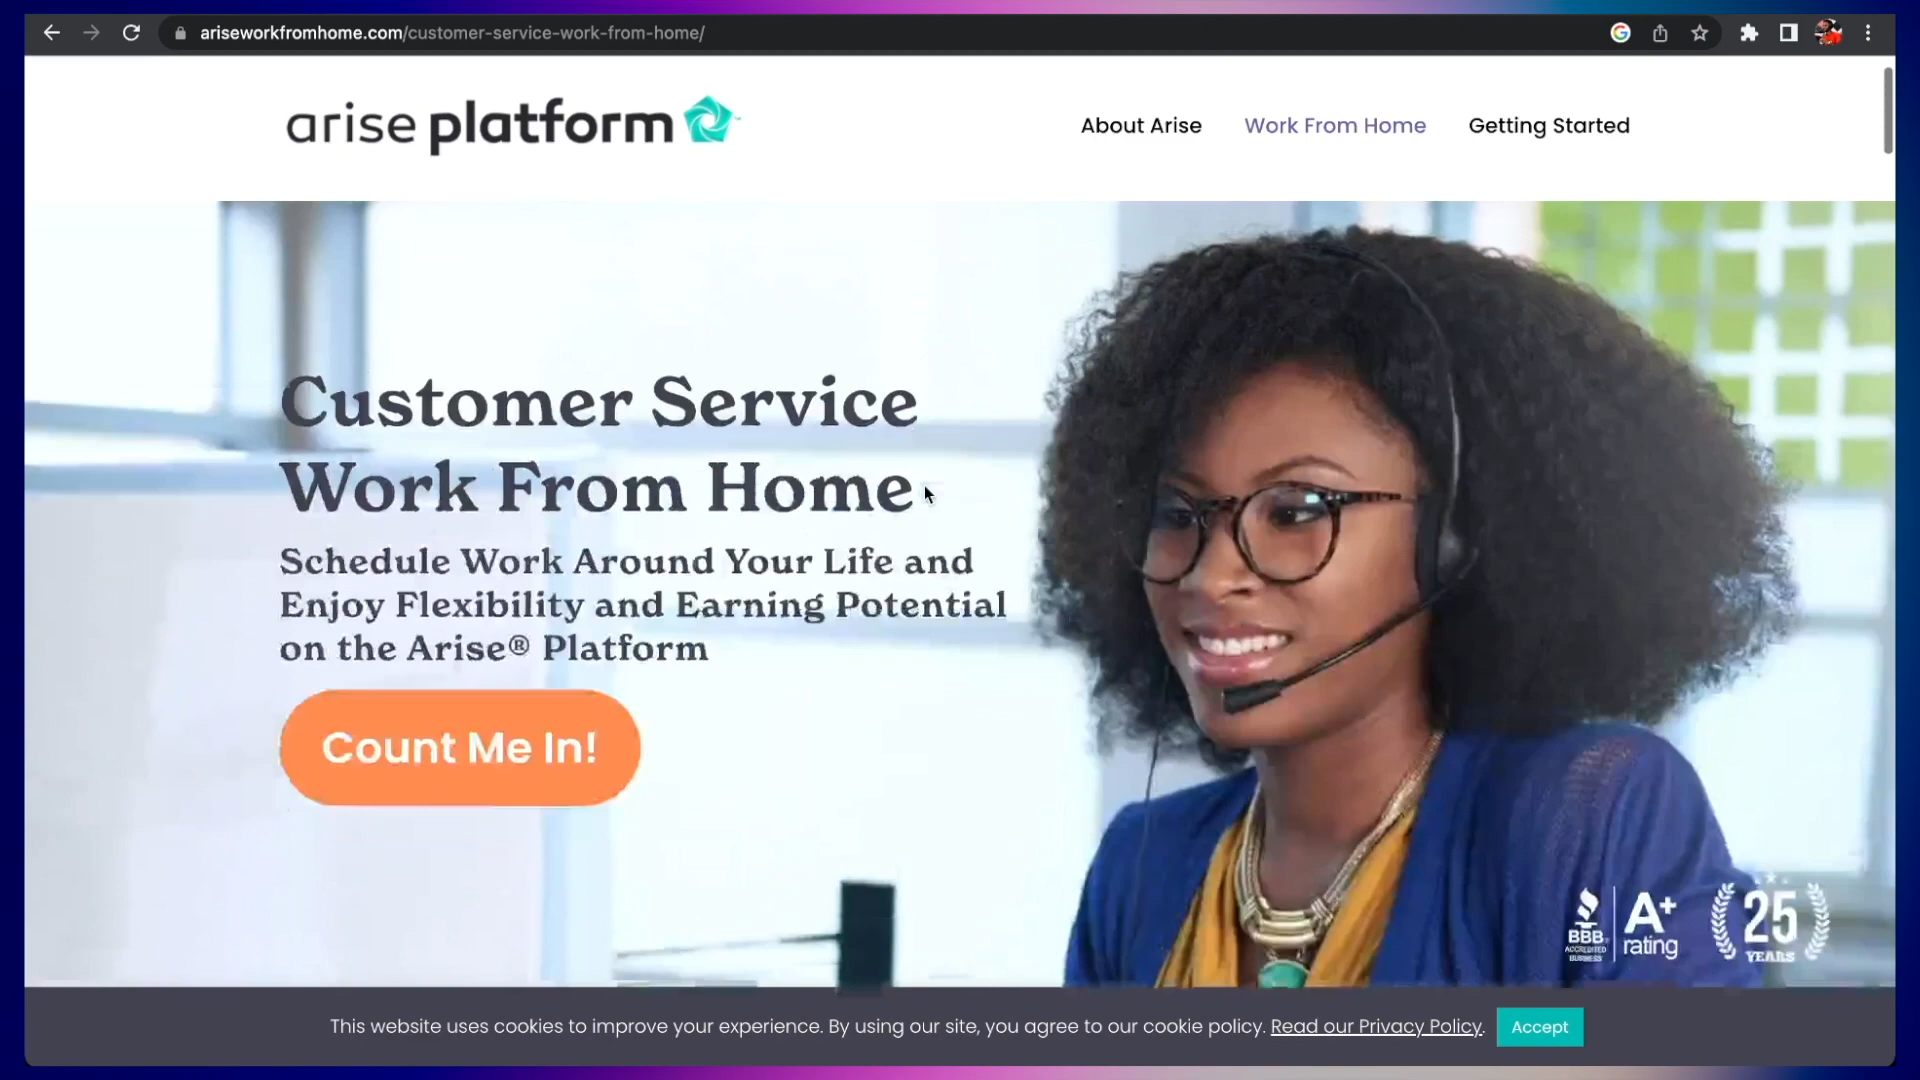 ariseworkfromhome.com/customer-service-work-from-home/
arise platform
About Arise
Work From Home
Getting Started
Customer Service
Work From Home
Schedule Work Around Your Life and
Enjoy Flexibility and Earning Potential
on the Arise® Platform
Count Me In!
BBB
ACCREDITED
BUSINESS
A+
rating
25
YEARS
This website uses cookies to improve your experience. By using our site, you agree to our cookie policy. Read our Privacy Policy.
Accept